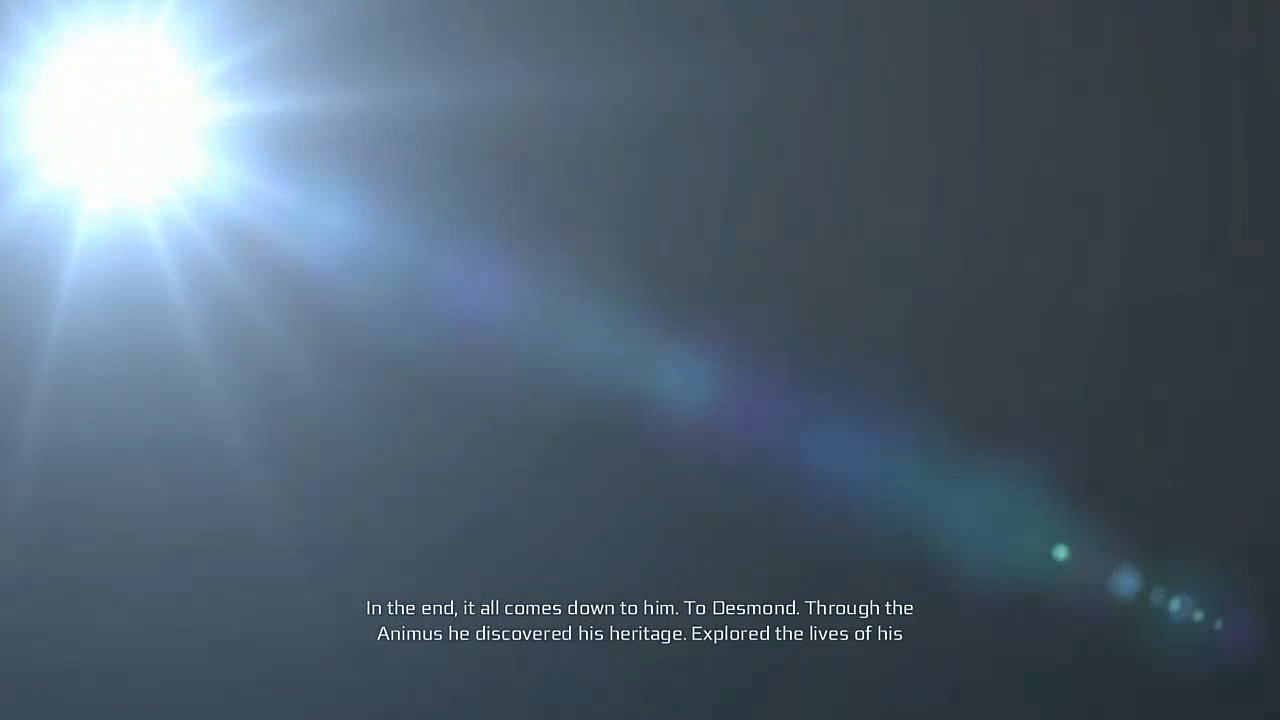 In the end, it all comes down to him. To Desmond. Through the
Animus he discovered his heritage. Explored the lives of his